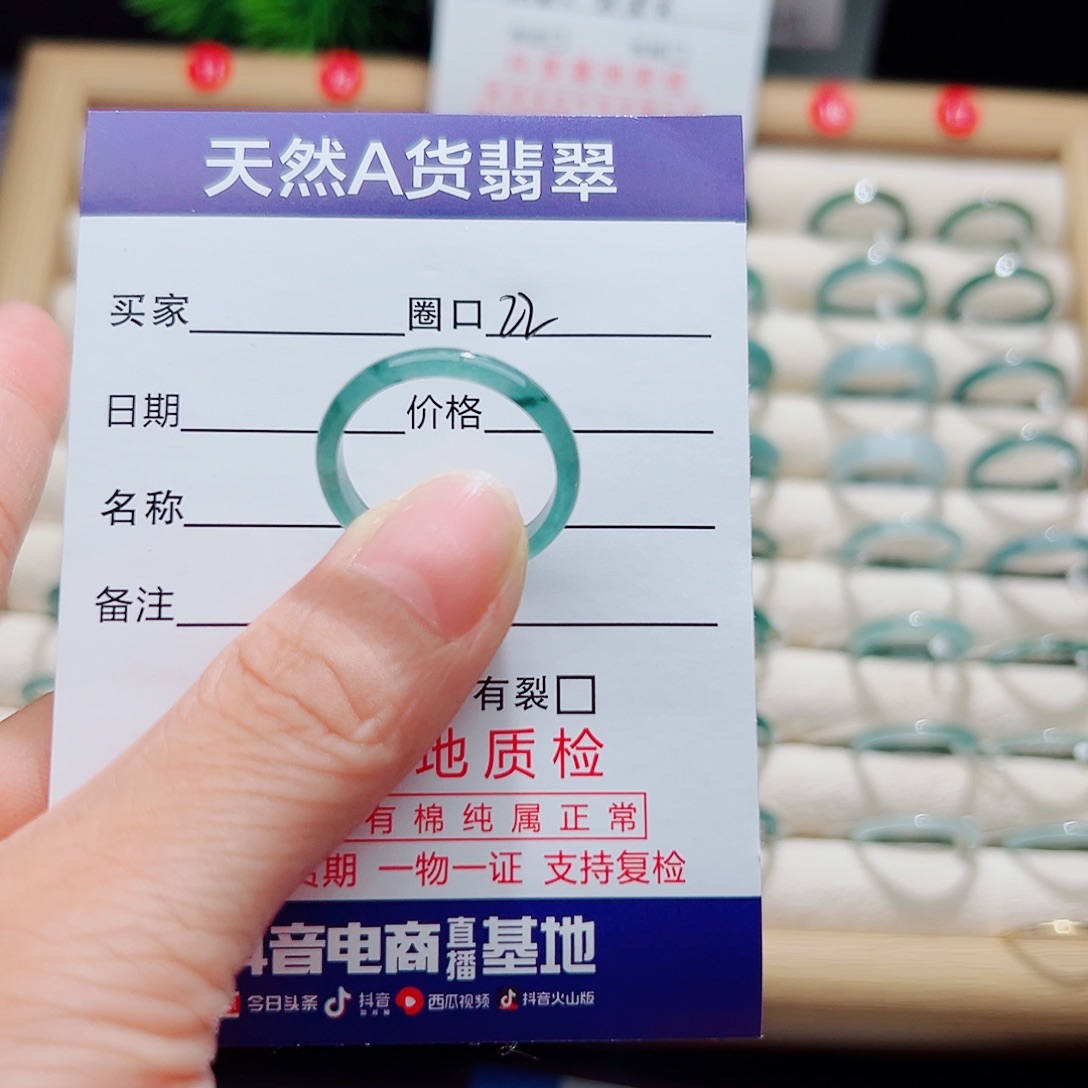 天然A货翡翠
买家 圈口 22
日期 价格
名称
备注
有裂□
地质检
有棉纯属正常
期 一物一证 支持复检
音电商直播基地
今日头条 抖音 西瓜视频 抖音火山版